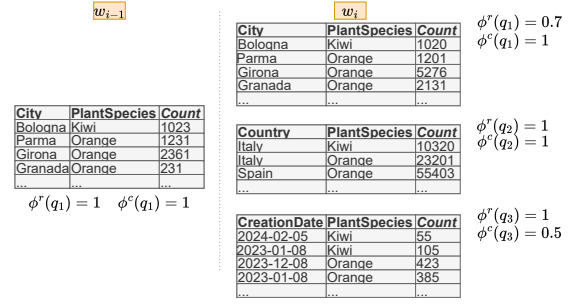 w_{i-1}
City PlantSpecies Count
Bologna Kiwi 1023
Parma Orange 1231
Girona Orange 2361
Granada Orange 231
... ... ...
ϕ^r(q_1) = 1 ϕ^c(q_1) = 1
w_i
City PlantSpecies Count
Bologna Kiwi 1020
Parma Orange 1201
Girona Orange 5276
Granada Orange 2131
... ... ...
ϕ^r(q_1) = 0.7
ϕ^c(q_1) = 1
Country PlantSpecies Count
Italy Kiwi 10320
Italy Orange 23201
Spain Orange 55403
... ... ...
ϕ^r(q_2) = 1
ϕ^c(q_2) = 1
CreationDate PlantSpecies Count
2024-02-05 Kiwi 55
2023-01-08 Kiwi 105
2023-12-08 Orange 423
2023-01-08 Orange 385
... ... ...
ϕ^r(q_3) = 1
ϕ^c(q_3) = 0.5